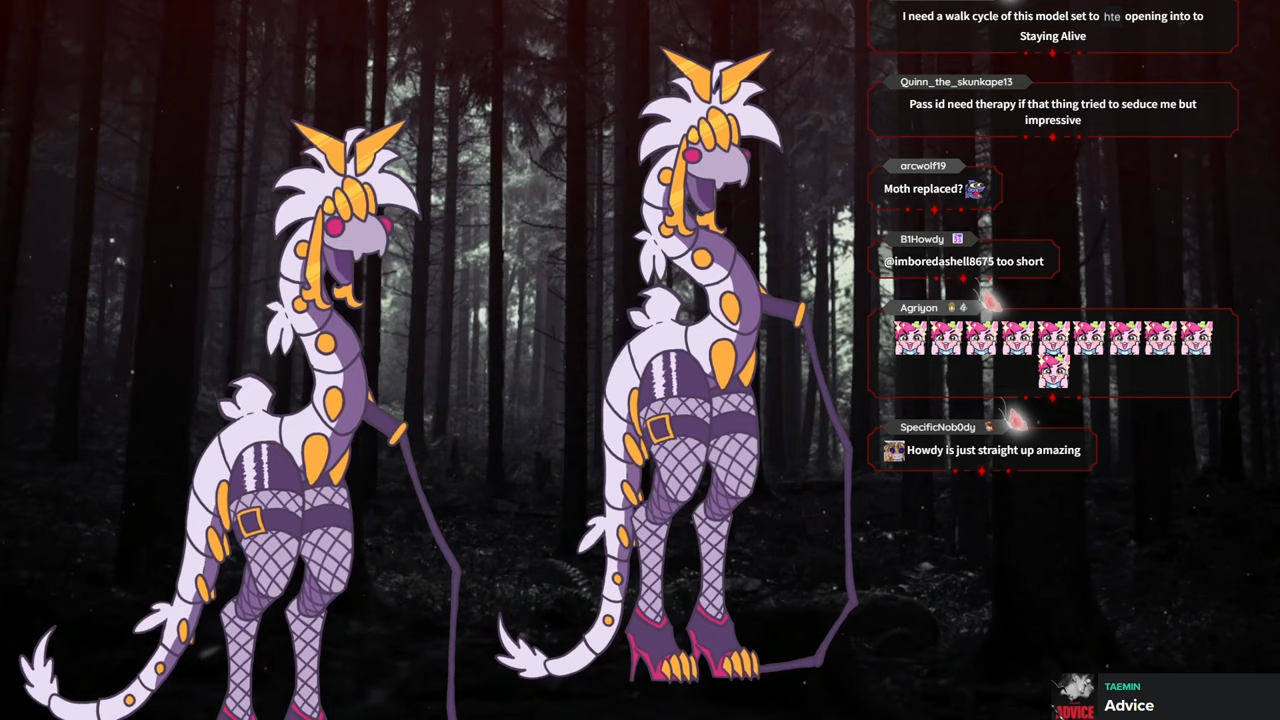 I need a walk cycle of this model set to hte opening into to
Staying Alive
Quinn_the_skunkape13
Pass id need therapy if that thing tried to seduce me but
impressive
arcwolf19
Moth replaced?
B1Howdy
@imboredashell8675 too short
Agriyon 4
SpecificNob0dy
Howdy is just straight up amazing
TAEMIN
Advice
ADVICE